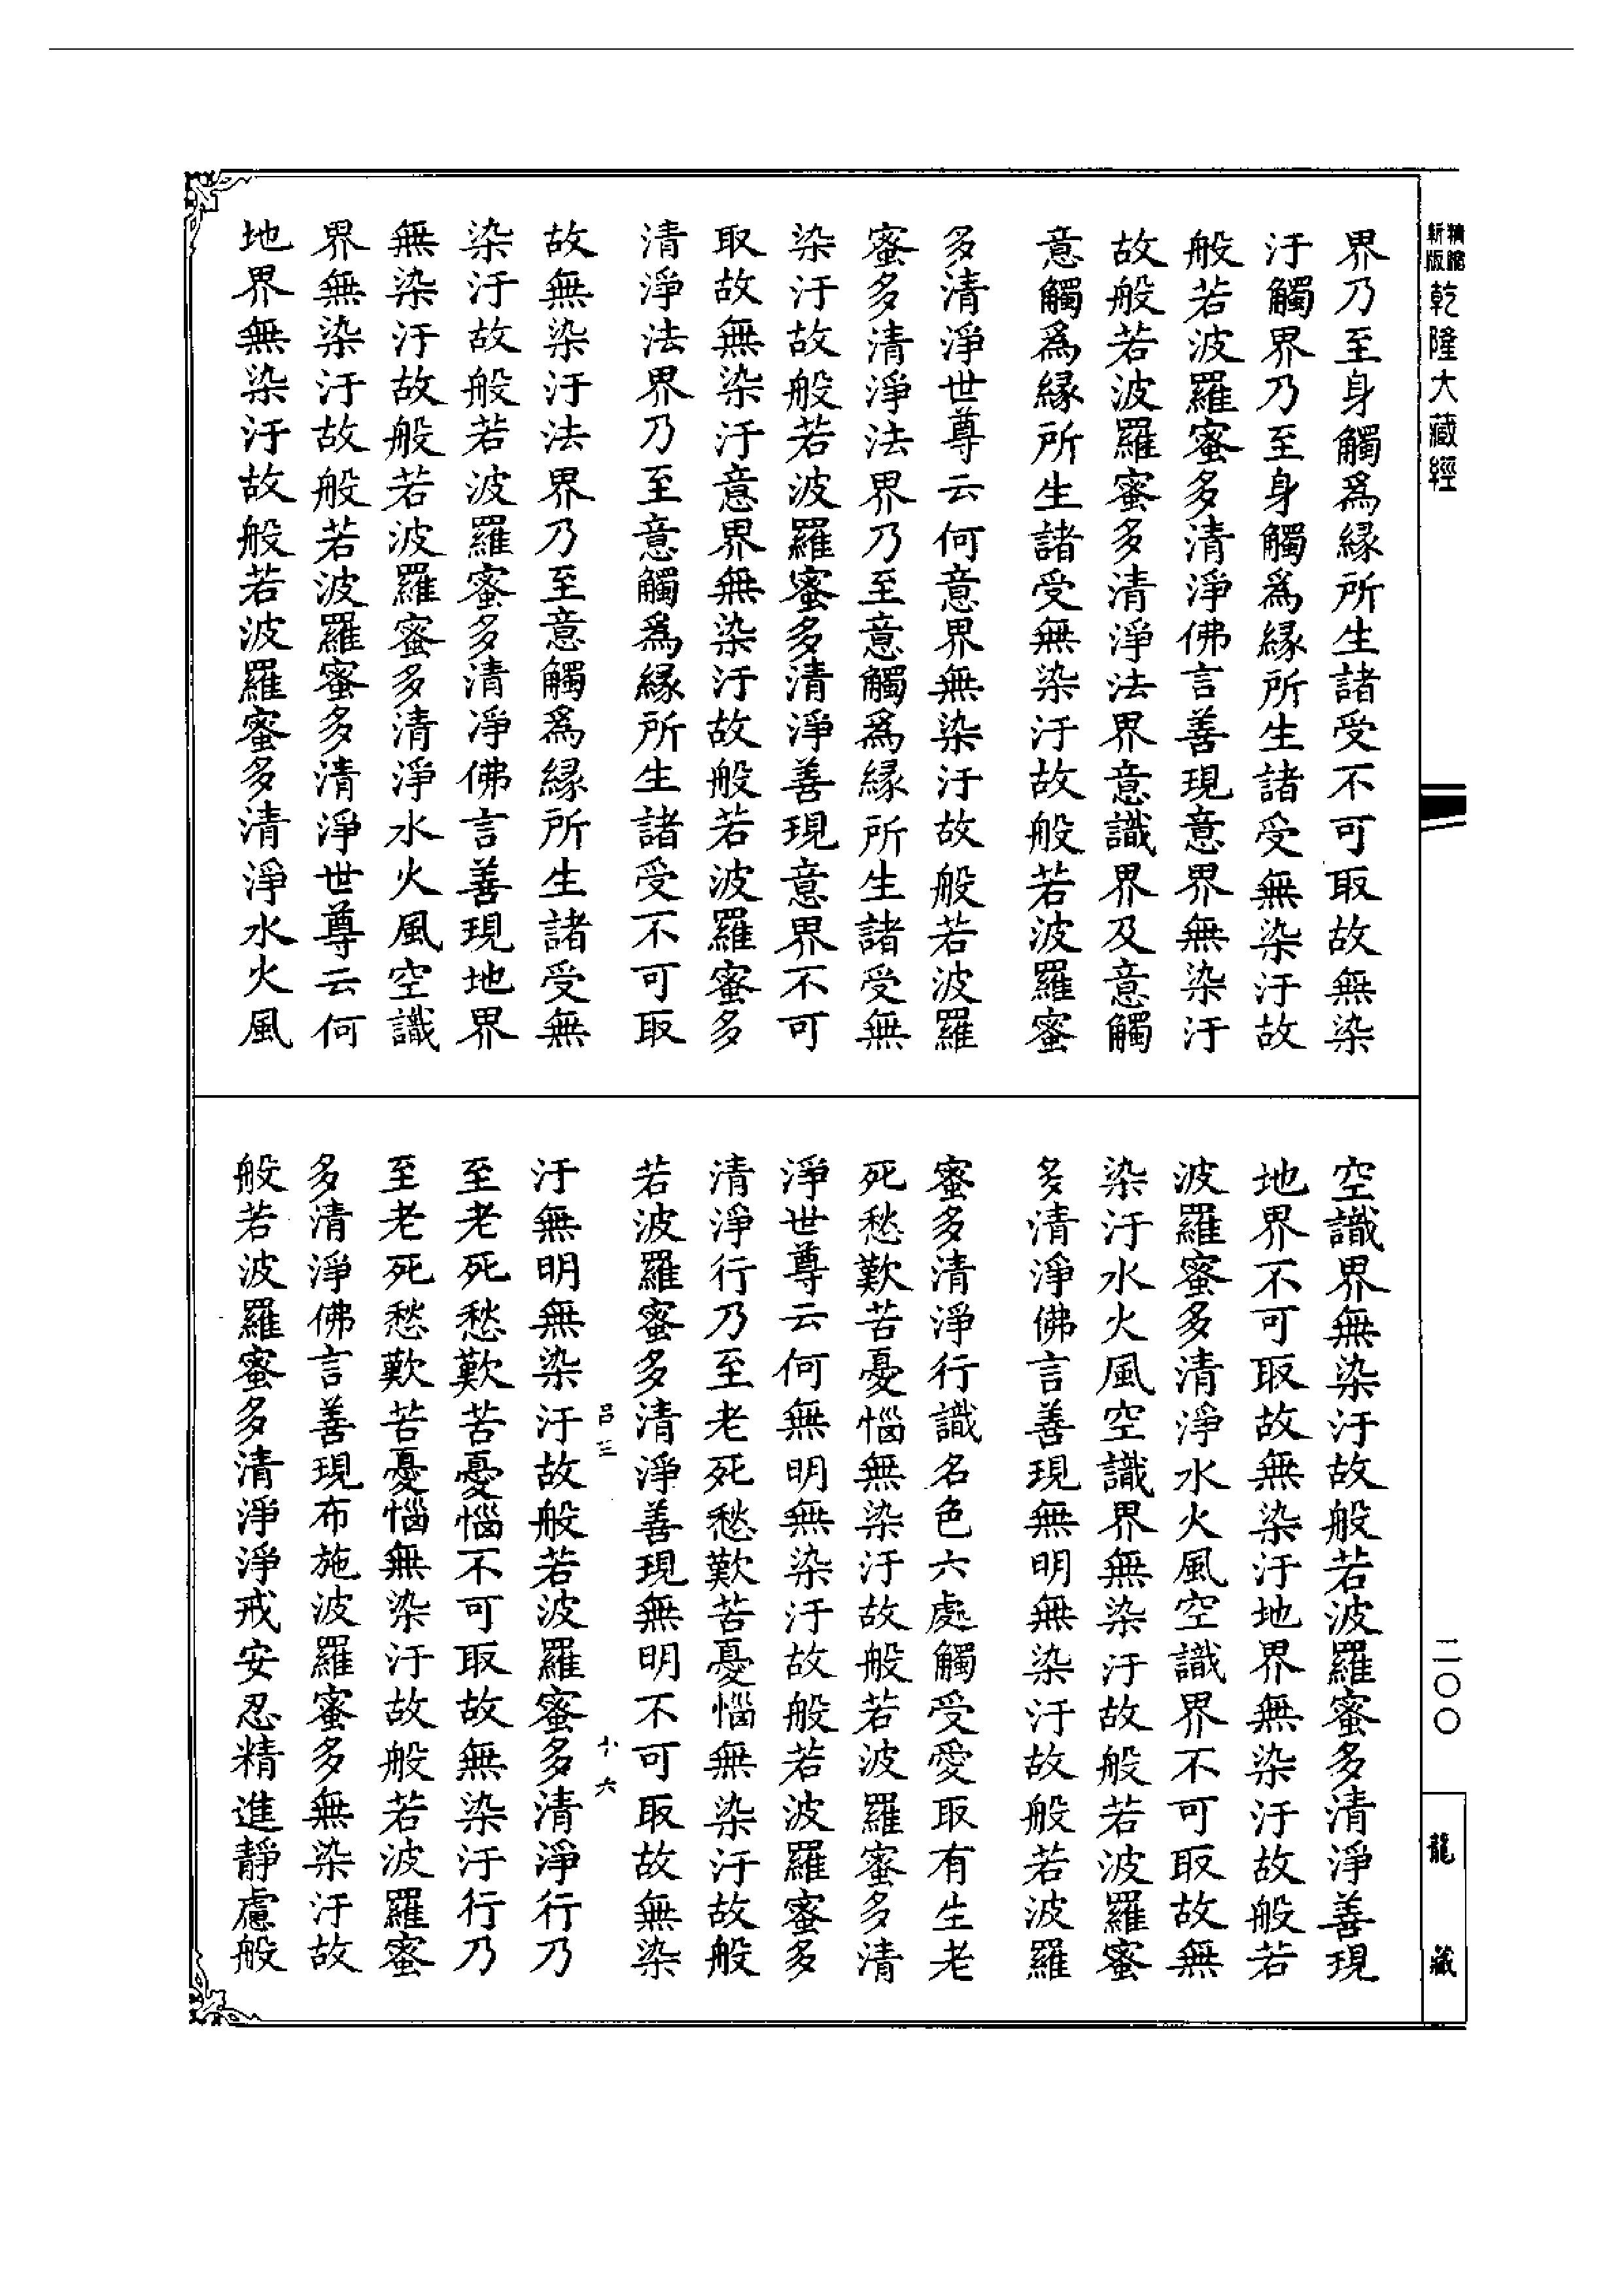 精縮新版乾隆大藏經
界乃至身觸爲緣所生諸受不可取故無染
汙觸界乃至身觸爲緣所生諸受無染汙故
般若波羅蜜多清淨佛言善現意界無染汙
故般若波羅蜜多清淨法界意識界及意觸
意觸爲緣所生諸受無染汙故般若波羅蜜
多清淨世尊云何意界無染汙故般若波羅
蜜多清淨法界乃至意觸爲緣所生諸受無
染汙故般若波羅蜜多清淨善現意界不可
取故無染汙意界無染汙故般若波羅蜜多
清淨法界乃至意觸爲緣所生諸受不可取
故無染汙法界乃至意觸爲緣所生諸受無
染汙故般若波羅蜜多清淨佛言善現地界
無染汙故般若波羅蜜多清淨水火風空識
界無染汙故般若波羅蜜多清淨世尊云何
地界無染汙故般若波羅蜜多清淨水火風
空識界無染汙故般若波羅蜜多清淨善現
地界不可取故無染汙地界無染汙故般若
波羅蜜多清淨水火風空識界不可取故無
染汙水火風空識界無染汙故般若波羅蜜
多清淨佛言善現無明無染汙故般若波羅
蜜多清淨行識名色六處觸受愛取有生老
死愁歎苦憂惱無染汙故般若波羅蜜多清
淨世尊云何無明無染汙故般若波羅蜜多
清淨行乃至老死愁歎苦憂惱無染汙故般
若波羅蜜多清淨善現無明不可取故無染
呂三 十六
汙無明無染汙故般若波羅蜜多清淨行乃
至老死愁歎苦憂惱不可取故無染汙行乃
至老死愁歎苦憂惱無染汙故般若波羅蜜
多清淨佛言善現布施波羅蜜多無染汙故
般若波羅蜜多清淨淨戒安忍精進靜慮般
二〇〇
龍藏